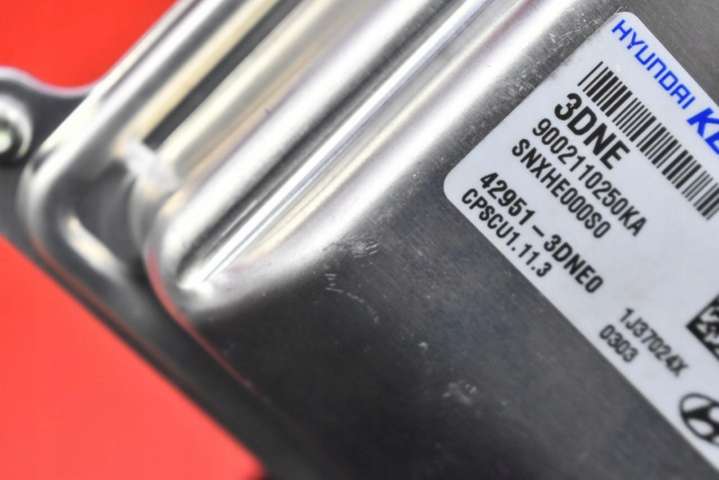 HYUNDAI KE
3DNE
9002110250KA
SNXHE000S0
42951-3DNE0
CPSCU1.11.3
1J37024X
0303